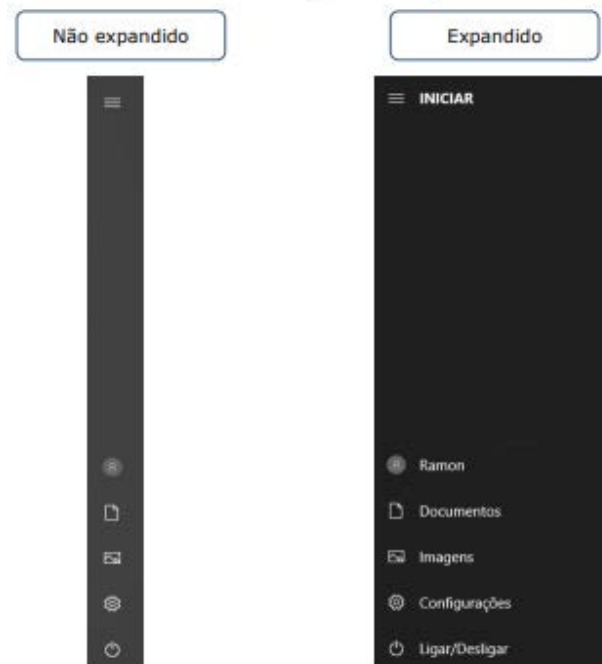 Não expandido
Expandido
INICIAR
R Ramon
Documentos
Imagens
Configurações
Ligar/Desligar